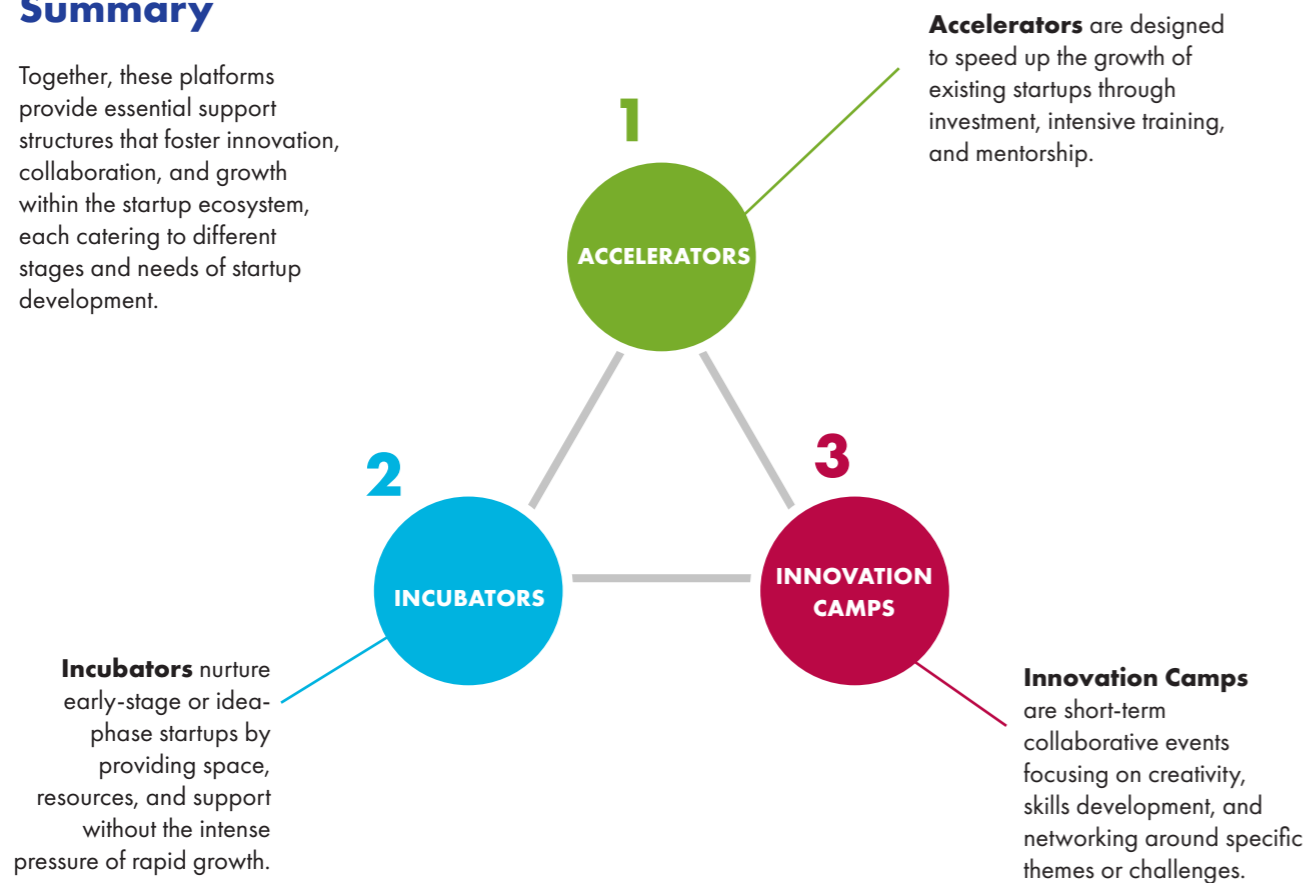 Summary
Together, these platforms
provide essential support
structures that foster innovation,
collaboration, and growth
within the startup ecosystem,
each catering to different
stages and needs of startup
development.
Accelerators are designed
to speed up the growth of
existing startups through
investment, intensive training,
and mentorship.
1
ACCELERATORS
2
INCUBATORS
3
INNOVATION
CAMPS
Incubators nurture
early-stage or idea-
phase startups by
providing space,
resources, and support
without the intense
pressure of rapid growth.
Innovation Camps
are short-term
collaborative events
focusing on creativity,
skills development, and
networking around specific
themes or challenges.